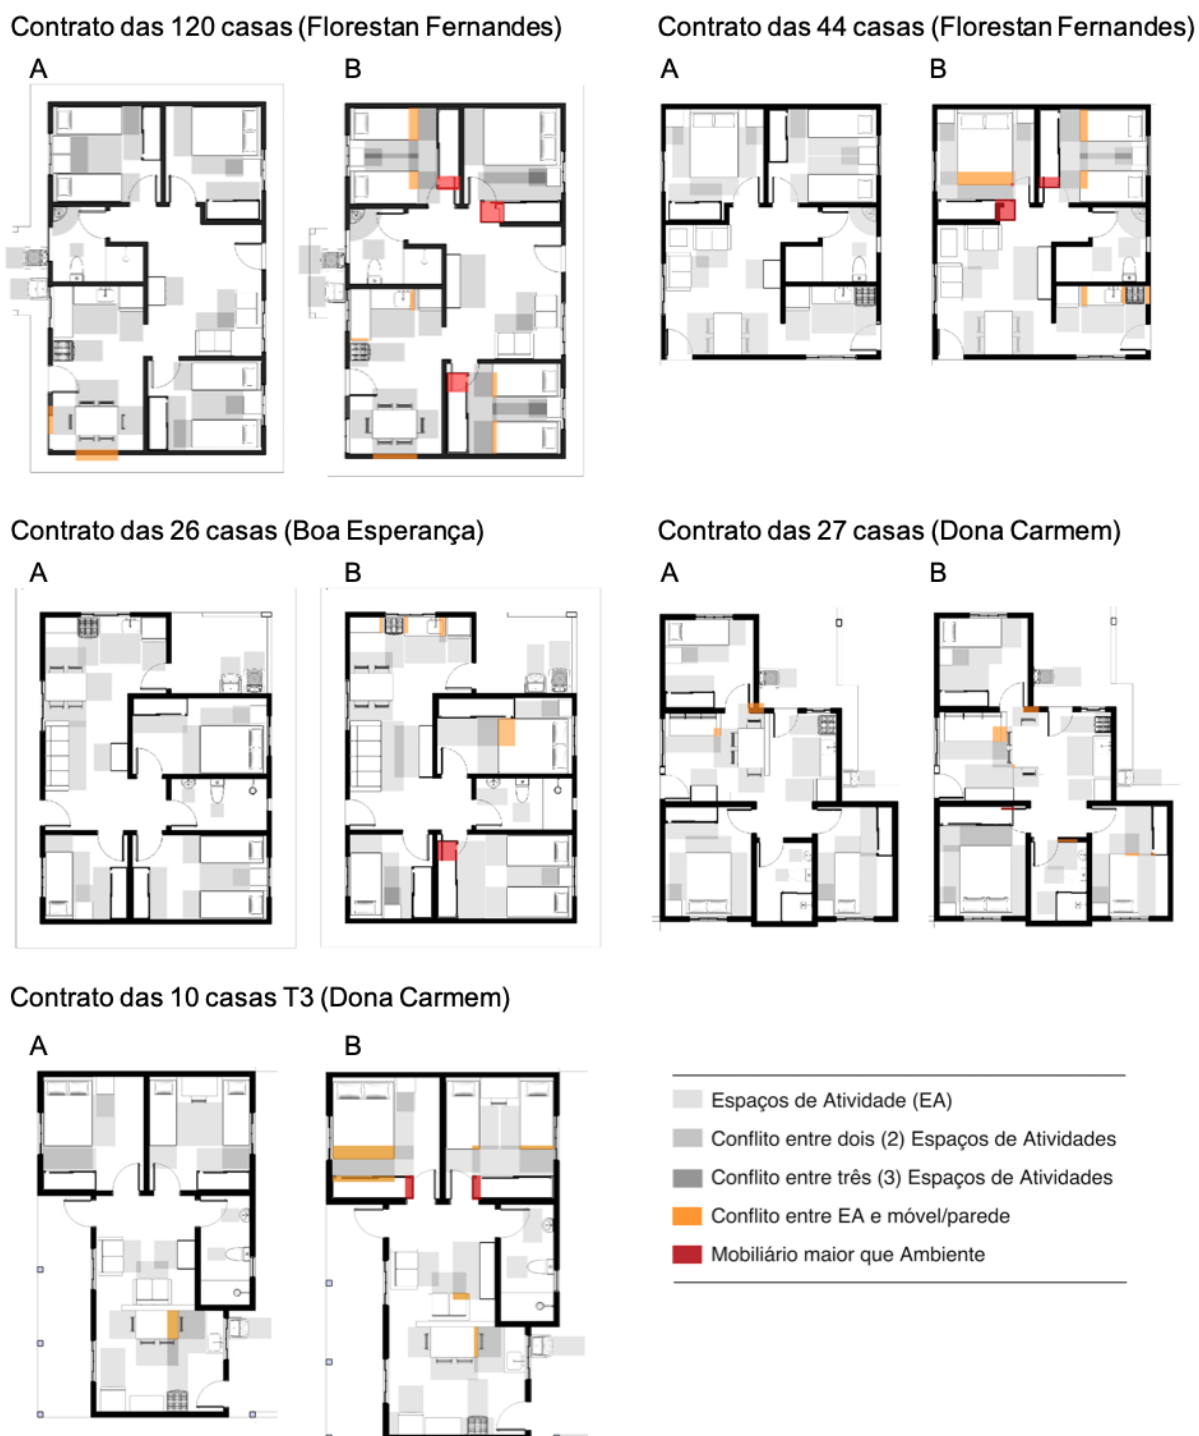 Contrato das 120 casas (Florestan Fernandes)
A
B
Contrato das 44 casas (Florestan Fernandes)
A
B
Contrato das 26 casas (Boa Esperança)
A
B
Contrato das 27 casas (Dona Carmem)
A
B
Contrato das 10 casas T3 (Dona Carmem)
A
B
Espaços de Atividade (EA)
Conflito entre dois (2) Espaços de Atividades
Conflito entre três (3) Espaços de Atividades
Conflito entre EA e móvel/parede
Mobiliário maior que Ambiente